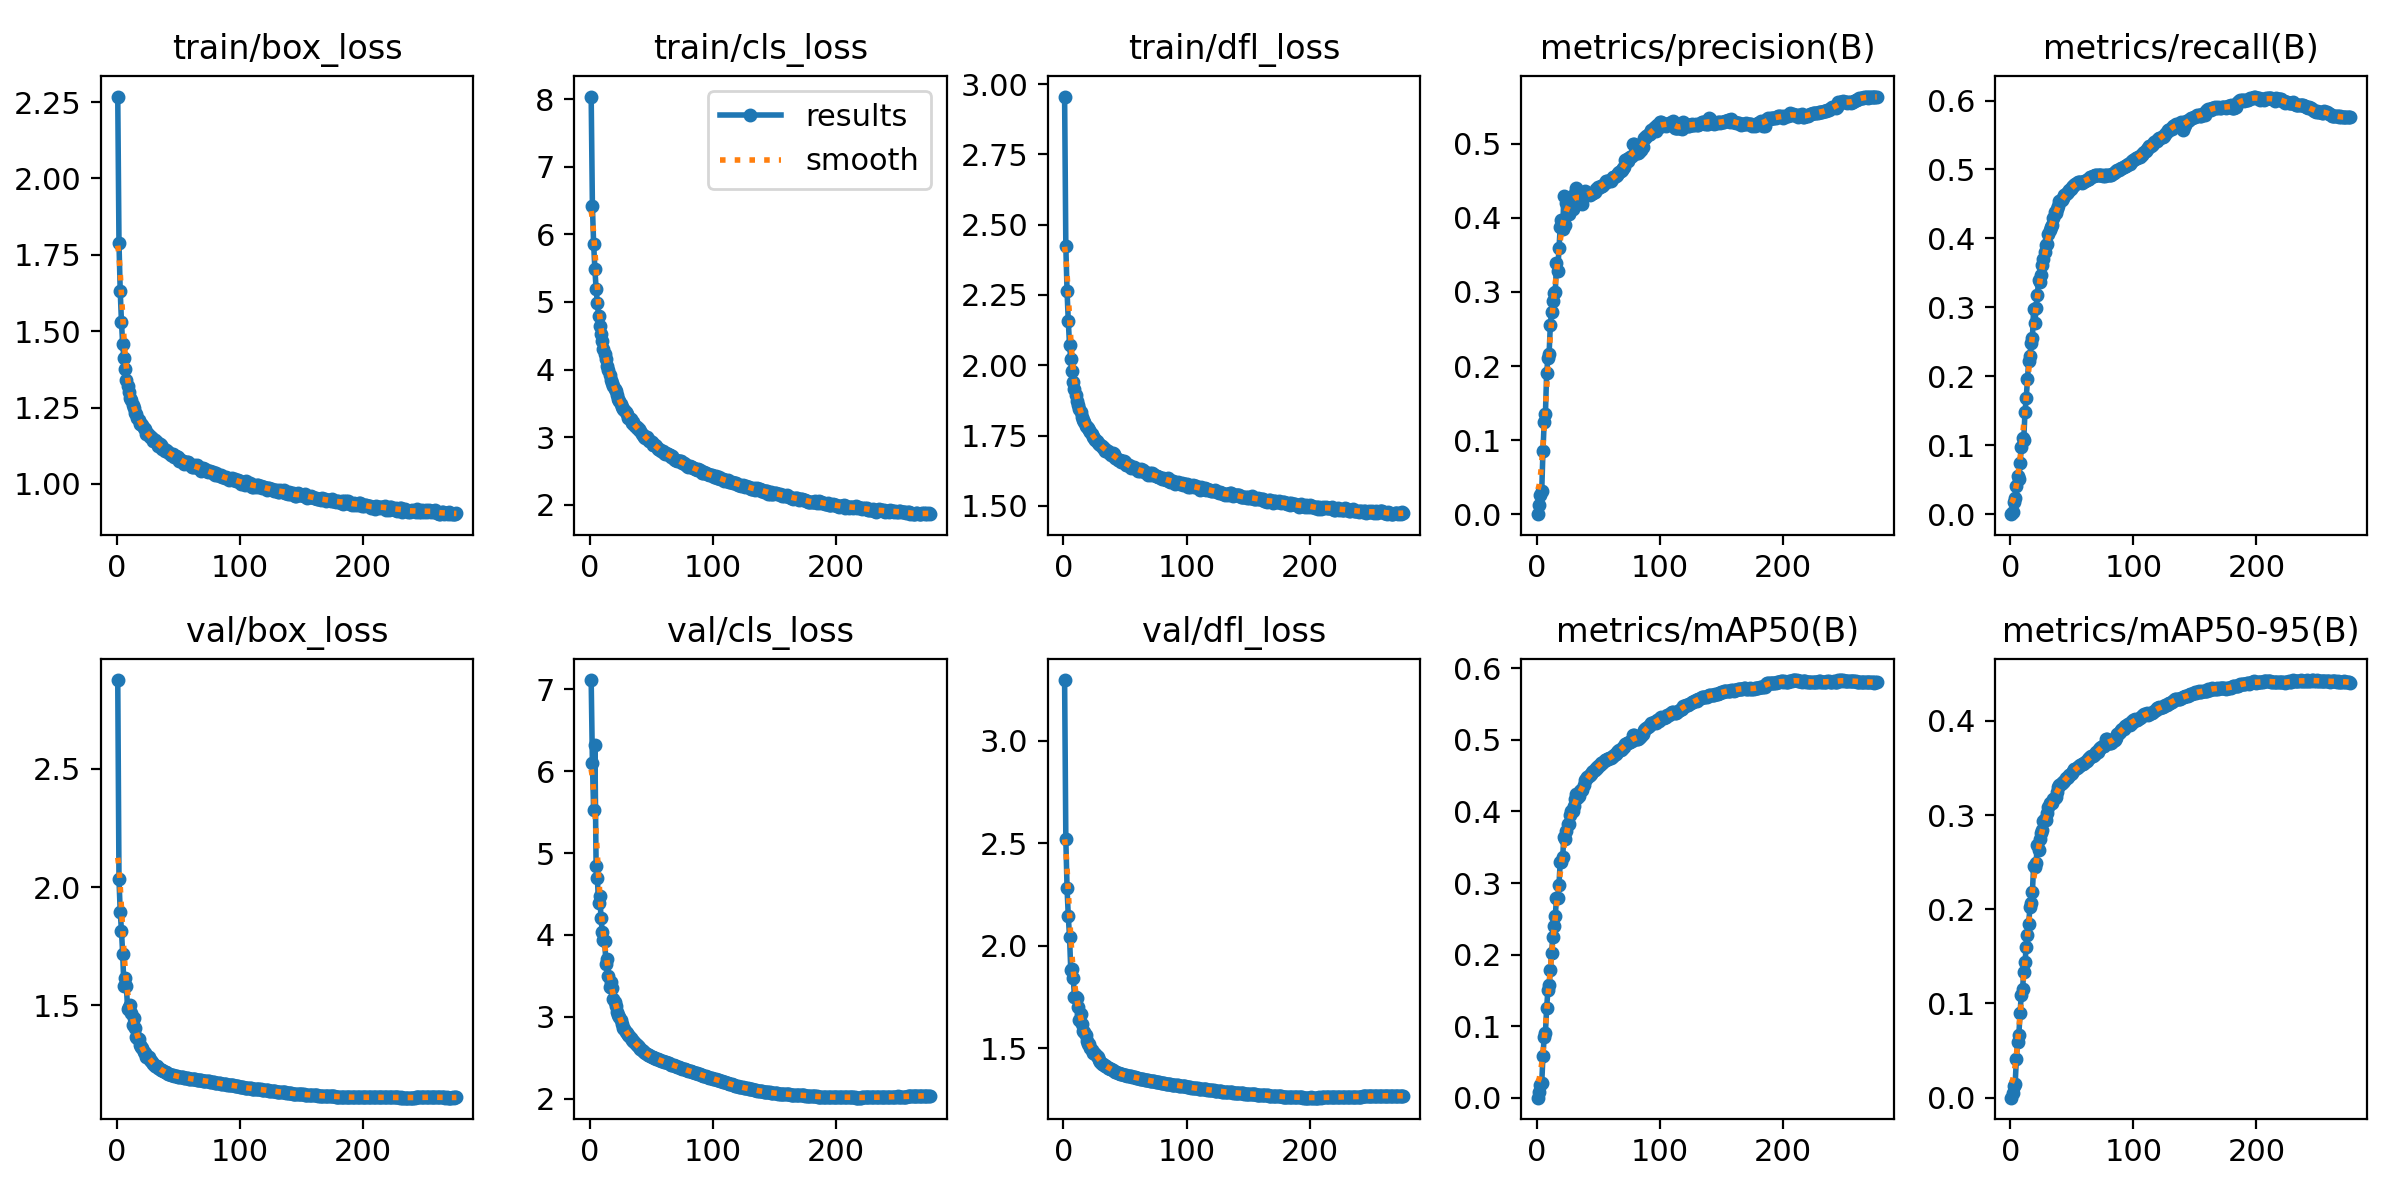 train/box_loss
2.25
2.00
1.75
1.50
1.25
1.00
0 100 200
train/cls_loss
results
smooth
8
7
6
5
4
3
2
0 100 200
train/dfl_loss
3.00
2.75
2.50
2.25
2.00
1.75
1.50
0 100 200
metrics/precision(B)
0.5
0.4
0.3
0.2
0.1
0.0
0 100 200
metrics/recall(B)
0.6
0.5
0.4
0.3
0.2
0.1
0.0
0 100 200
val/box_loss
2.5
2.0
1.5
0 100 200
val/cls_loss
7
6
5
4
3
2
0 100 200
val/dfl_loss
3.0
2.5
2.0
1.5
0 100 200
metrics/mAP50(B)
0.6
0.5
0.4
0.3
0.2
0.1
0.0
0 100 200
metrics/mAP50-95(B)
0.4
0.3
0.2
0.1
0.0
0 100 200